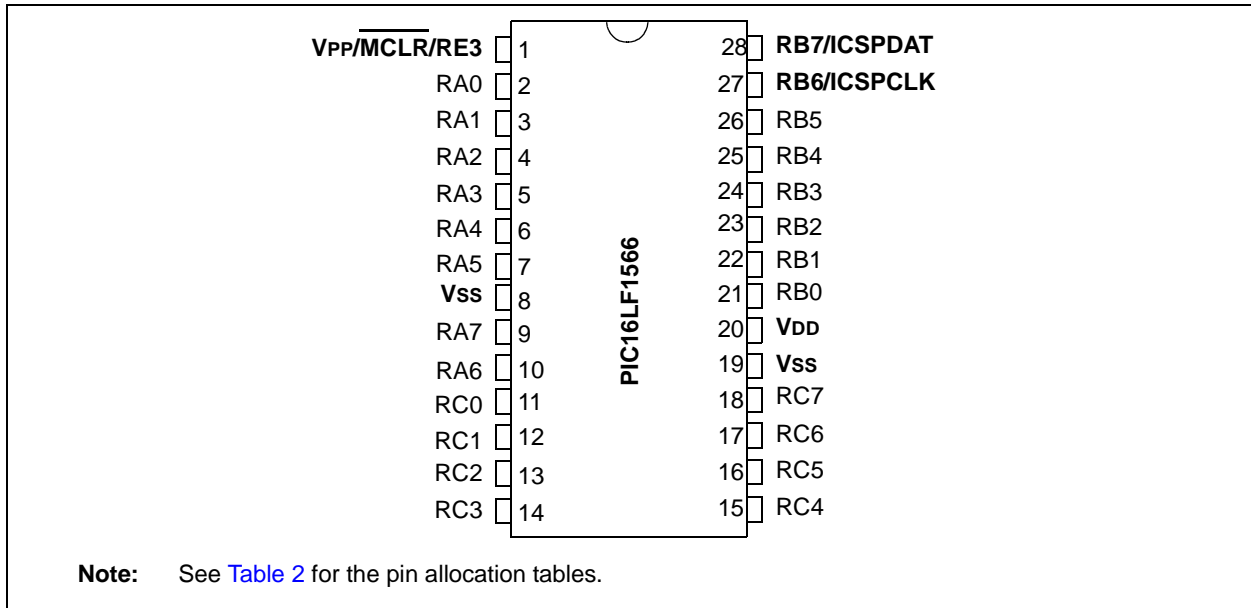 VPP/MCLR/RE3 1 28 RB7/ICSPDAT
RA0 2 27 RB6/ICSPCLK
RA1 3 26 RB5
RA2 4 25 RB4
RA3 5 24 RB3
RA4 6 23 RB2
RA5 7 22 RB1
VSS 8 21 RB0
RA7 9 20 VDD
RA6 10 19 VSS
RC0 11 18 RC7
RC1 12 17 RC6
RC2 13 16 RC5
RC3 14 15 RC4
PIC16LF1566
Note: See Table 2 for the pin allocation tables.